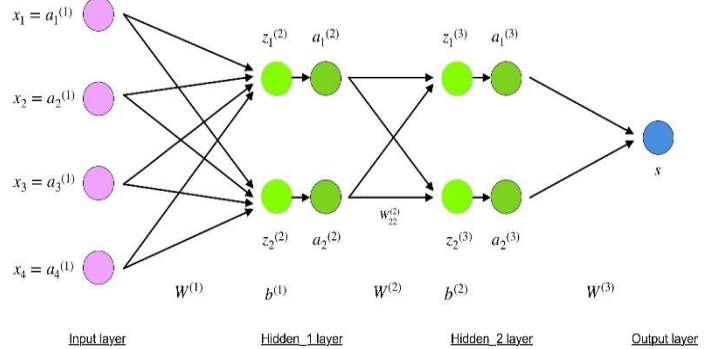 x₁ = a₁⁽¹⁾
z₁⁽²⁾ a₁⁽²⁾ z₁⁽³⁾ a₁⁽³⁾
x₂ = a₂⁽¹⁾
x₃ = a₃⁽¹⁾
s
W₂₂⁽²⁾
z₂⁽²⁾ a₂⁽²⁾ z₂⁽³⁾ a₂⁽³⁾
x₄ = a₄⁽¹⁾
W⁽¹⁾ b⁽¹⁾ W⁽²⁾ b⁽²⁾ W⁽³⁾
Input layer Hidden_1 layer Hidden_2 layer Output layer